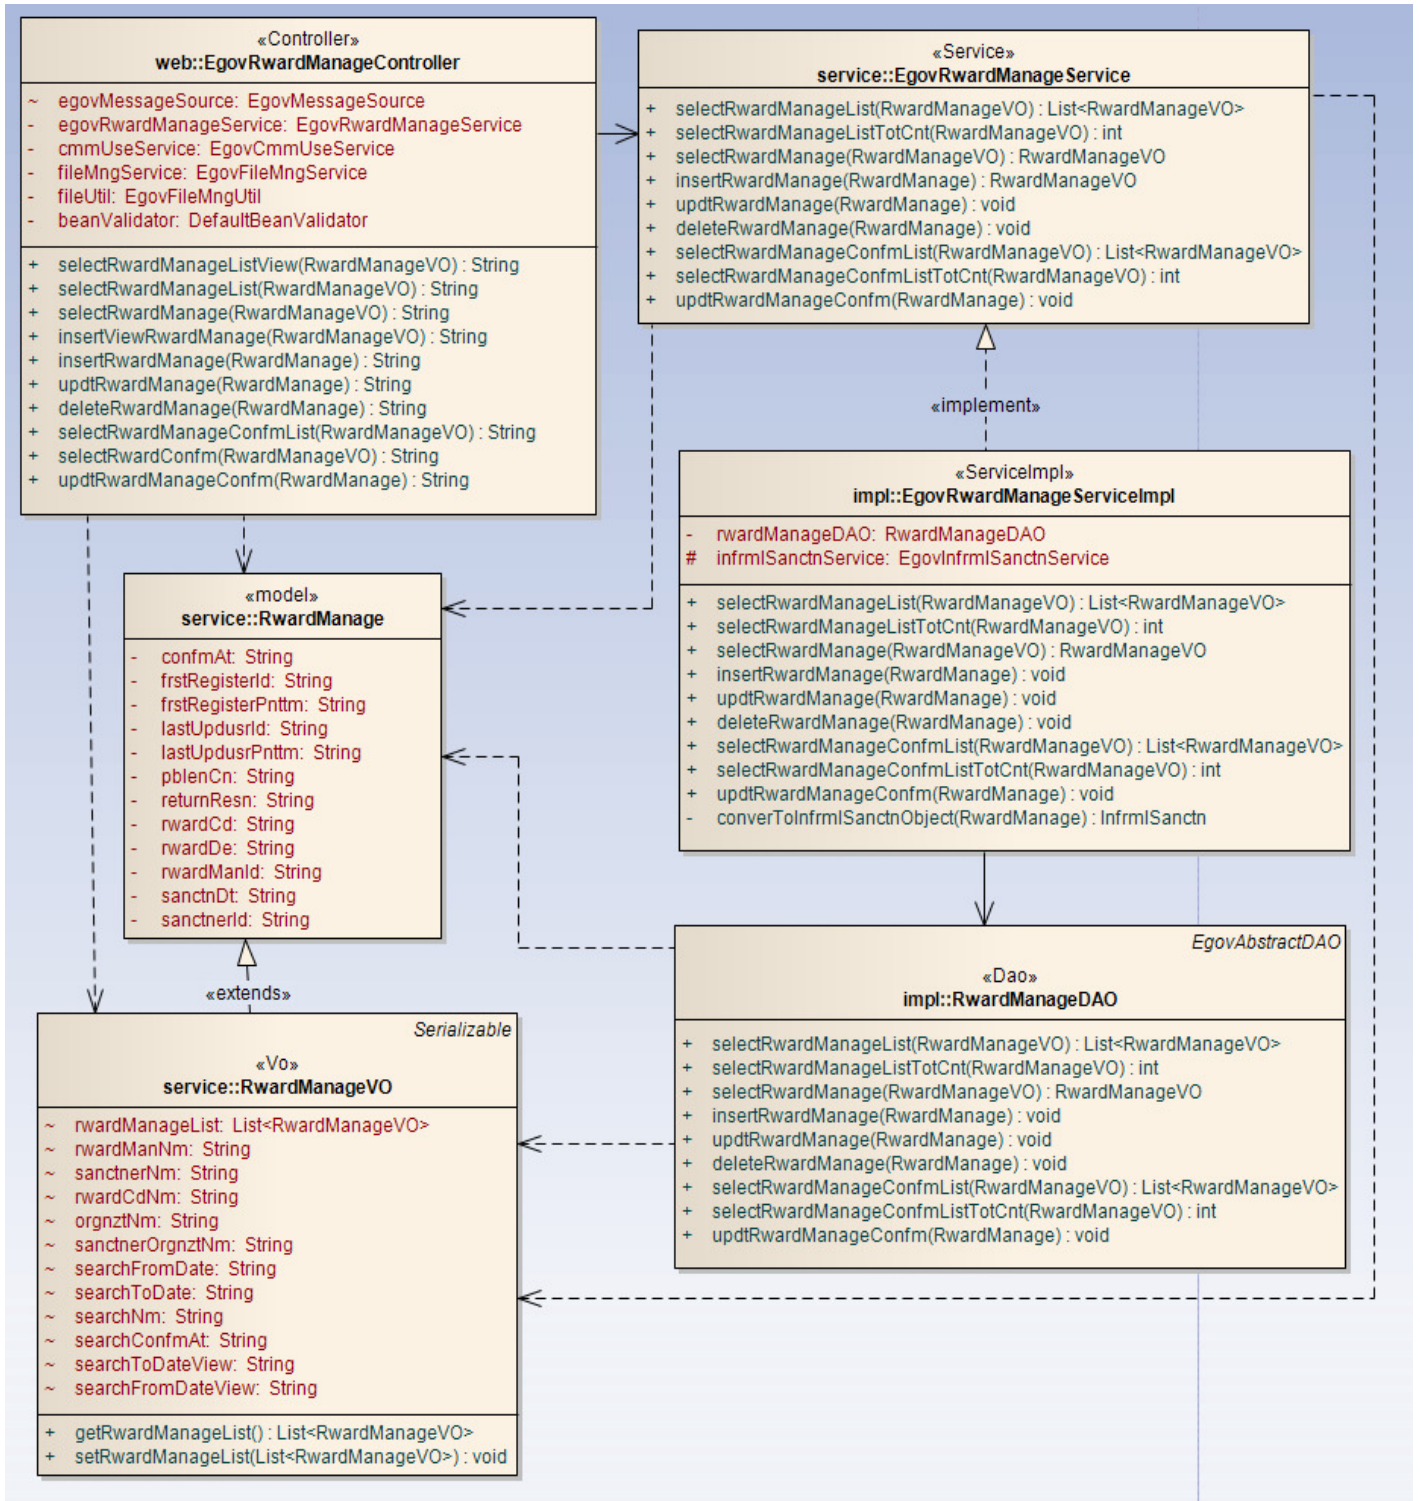 «Controller»
web::EgovRwardManageController
~ egovMessageSource: EgovMessageSource
- egovRwardManageService: EgovRwardManageService
- cmmUseService: EgovCmmUseService
- fileMngService: EgovFileMngService
- fileUtil: EgovFileMngUtil
- beanValidator: DefaultBeanValidator
+ selectRwardManageListView(RwardManageVO) : String
+ selectRwardManageList(RwardManageVO) : String
+ selectRwardManage(RwardManageVO) : String
+ insertViewRwardManage(RwardManageVO) : String
+ insertRwardManage(RwardManage) : String
+ updtRwardManage(RwardManage) : String
+ deleteRwardManage(RwardManage) : String
+ selectRwardManageConfmList(RwardManageVO) : String
+ selectRwardConfm(RwardManageVO) : String
+ updtRwardManageConfm(RwardManage) : String
«Service»
service::EgovRwardManageService
+ selectRwardManageList(RwardManageVO) : List<RwardManageVO>
+ selectRwardManageListTotCnt(RwardManageVO) : int
+ selectRwardManage(RwardManageVO) : RwardManageVO
+ insertRwardManage(RwardManage) : RwardManageVO
+ updtRwardManage(RwardManage) : void
+ deleteRwardManage(RwardManage) : void
+ selectRwardManageConfmList(RwardManageVO) : List<RwardManageVO>
+ selectRwardManageConfmListTotCnt(RwardManageVO) : int
+ updtRwardManageConfm(RwardManage) : void
«implement»
«ServiceImpl»
impl::EgovRwardManageServiceImpl
- rwardManageDAO: RwardManageDAO
# infrmlSanctnService: EgovInfrmlSanctnService
+ selectRwardManageList(RwardManageVO) : List<RwardManageVO>
+ selectRwardManageListTotCnt(RwardManageVO) : int
+ selectRwardManage(RwardManageVO) : RwardManageVO
+ insertRwardManage(RwardManage) : void
+ updtRwardManage(RwardManage) : void
+ deleteRwardManage(RwardManage) : void
+ selectRwardManageConfmList(RwardManageVO) : List<RwardManageVO>
+ selectRwardManageConfmListTotCnt(RwardManageVO) : int
+ updtRwardManageConfm(RwardManage) : void
- converToInfrmlSanctnObject(RwardManage) : InfrmlSanctn
«model»
service::RwardManage
- confmAt: String
- frstRegisterId: String
- frstRegisterPnttm: String
- lastUpdusrId: String
- lastUpdusrPnttm: String
- pblenCn: String
- returnResn: String
- rwardCd: String
- rwardDe: String
- rwardManId: String
- sanctnDt: String
- sanctnerId: String
«extends»
EgovAbstractDAO
«Dao»
impl::RwardManageDAO
+ selectRwardManageList(RwardManageVO) : List<RwardManageVO>
+ selectRwardManageListTotCnt(RwardManageVO) : int
+ selectRwardManage(RwardManageVO) : RwardManageVO
+ insertRwardManage(RwardManage) : void
+ updtRwardManage(RwardManage) : void
+ deleteRwardManage(RwardManage) : void
+ selectRwardManageConfmList(RwardManageVO) : List<RwardManageVO>
+ selectRwardManageConfmListTotCnt(RwardManageVO) : int
+ updtRwardManageConfm(RwardManage) : void
Serializable
«Vo»
service::RwardManageVO
~ rwardManageList: List<RwardManageVO>
~ rwardManNm: String
~ sanctnerNm: String
~ rwardCdNm: String
~ orgnztNm: String
~ sanctnerOrgnztNm: String
~ searchFromDate: String
~ searchToDate: String
~ searchNm: String
~ searchConfmAt: String
~ searchToDateView: String
~ searchFromDateView: String
+ getRwardManageList() : List<RwardManageVO>
+ setRwardManageList(List<RwardManageVO>) : void